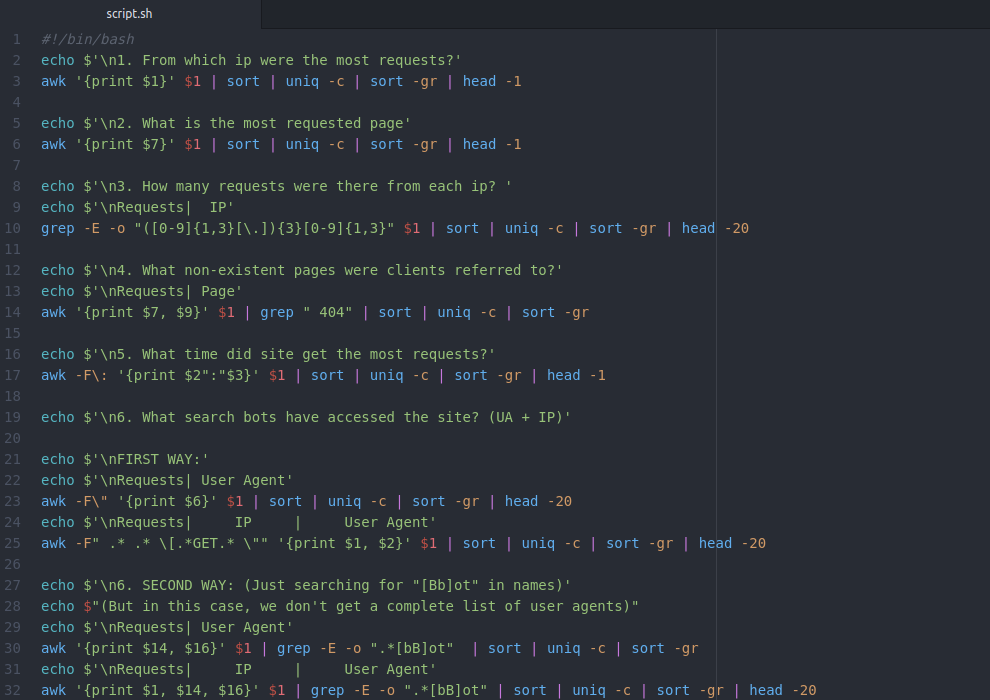 script.sh
1 #!/bin/bash
2 echo $'\n1. From which ip were the most requests?'
3 awk '{print $1}' $1 | sort | uniq -c | sort -gr | head -1
4
5 echo $'\n2. What is the most requested page'
6 awk '{print $7}' $1 | sort | uniq -c | sort -gr | head -1
7
8 echo $'\n3. How many requests were there from each ip? '
9 echo $'\nRequests|  IP'
10 grep -E -o "([0-9]{1,3}[\.]){3}[0-9]{1,3}" $1 | sort | uniq -c | sort -gr | head -20
11
12 echo $'\n4. What non-existent pages were clients referred to?'
13 echo $'\nRequests| Page'
14 awk '{print $7, $9}' $1 | grep " 404" | sort | uniq -c | sort -gr
15
16 echo $'\n5. What time did site get the most requests?'
17 awk -F\: '{print $2":"$3}' $1 | sort | uniq -c | sort -gr | head -1
18
19 echo $'\n6. What search bots have accessed the site? (UA + IP)'
20
21 echo $'\nFIRST WAY:'
22 echo $'\nRequests| User Agent'
23 awk -F\" '{print $6}' $1 | sort | uniq -c | sort -gr | head -20
24 echo $'\nRequests|     IP     |     User Agent'
25 awk -F" .* .* \[.*GET.* \"" '{print $1, $2}' $1 | sort | uniq -c | sort -gr | head -20
26
27 echo $'\n6. SECOND WAY: (Just searching for "[Bb]ot" in names)'
28 echo $"(But in this case, we don't get a complete list of user agents)"
29 echo $'\nRequests| User Agent'
30 awk '{print $14, $16}' $1 | grep -E -o ".*[bB]ot"  | sort | uniq -c | sort -gr
31 echo $'\nRequests|     IP     |     User Agent'
32 awk '{print $1, $14, $16}' $1 | grep -E -o ".*[bB]ot" | sort | uniq -c | sort -gr | head -20